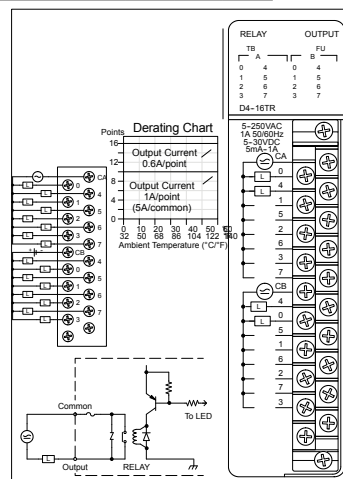 RELAY OUTPUT
TB FU
A B
0 4 0 4
1 5 1 5
2 6 2 6
3 7 3 7
D4-16TR
5-250VAC
1A 50/60Hz
5-30VDC
5mA-1A
CA
L 0
L 4
1
5
2
6
3
7
CB
L 4
L 0
5
1
6
2
7
3
Derating Chart
Points
16
12
8
4
0
Output Current
0.6A/point
Output Current
1A/point
(5A/common)
0 10 20 30 40 50 60
32 50 68 86 104 122 140
Ambient Temperature (°C/°F)
CA
L 0
L 4
L 1
L 5
L 2
L 6
L 3
L 7
CB
L 4
L 0
L 5
L 1
L 6
L 2
L 7
L 3
Common
L
Output
RELAY
To LED